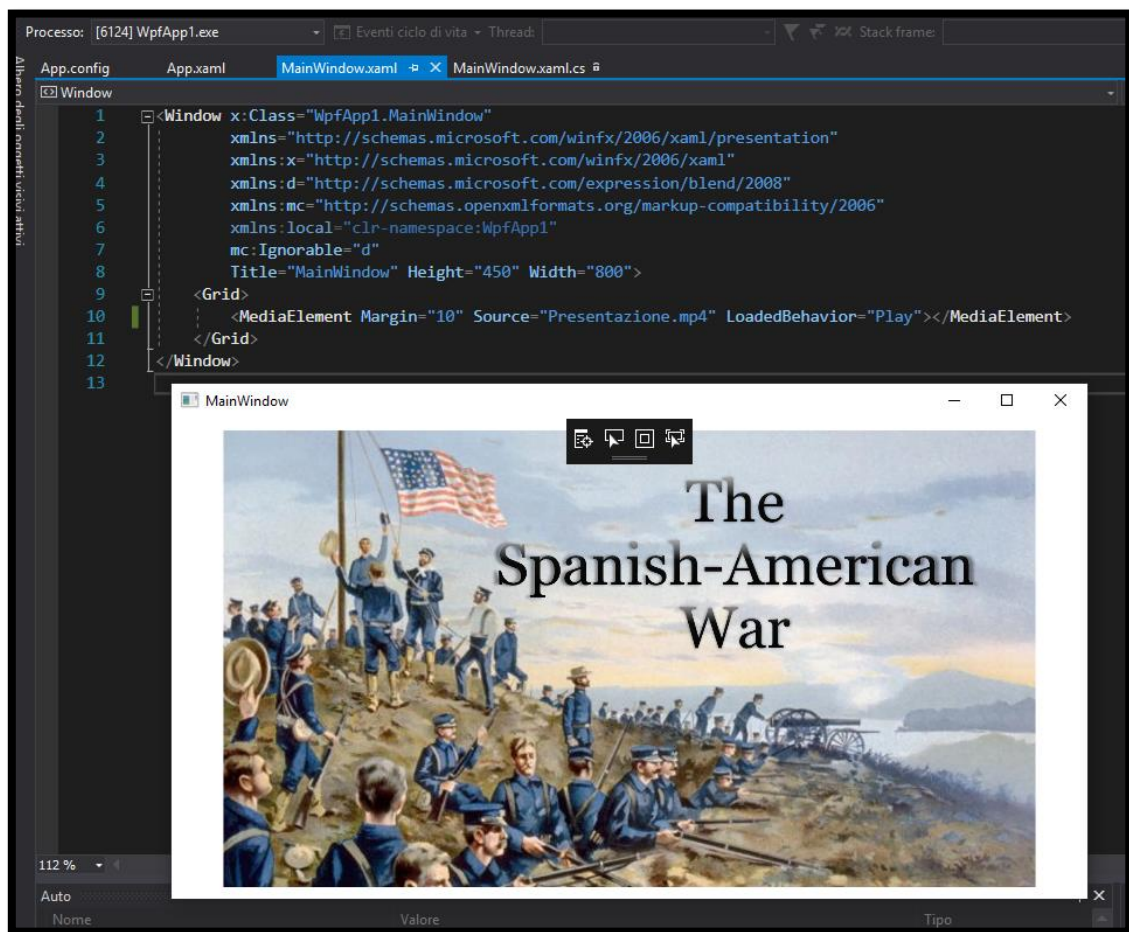 Processo: [6124] WpfApp1.exe Eventi ciclo di vita Thread: Stack frame:
Albero degli oggetti visivi attivi
App.config App.xaml MainWindow.xaml MainWindow.xaml.cs
Window
1 <Window x:Class="WpfApp1.MainWindow"
2 xmlns="http://schemas.microsoft.com/winfx/2006/xaml/presentation"
3 xmlns:x="http://schemas.microsoft.com/winfx/2006/xaml"
4 xmlns:d="http://schemas.microsoft.com/expression/blend/2008"
5 xmlns:mc="http://schemas.openxmlformats.org/markup-compatibility/2006"
6 xmlns:local="clr-namespace:WpfApp1"
7 mc:Ignorable="d"
8 Title="MainWindow" Height="450" Width="800">
9 <Grid>
10 <MediaElement Margin="10" Source="Presentazione.mp4" LoadedBehavior="Play"></MediaElement>
11 </Grid>
12 </Window>
13
MainWindow
The
Spanish-American
War
112 %
Auto
Nome Valore Tipo